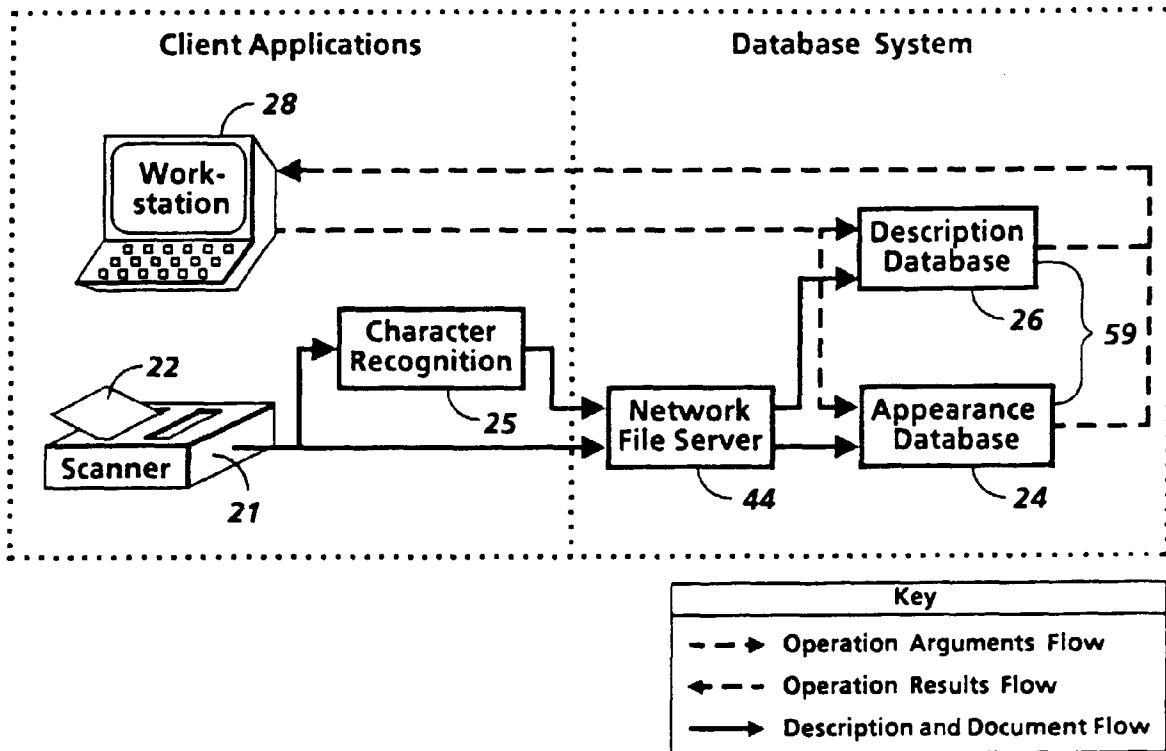 Client Applications
Database System
28
Work-
station
Description
Database
26
59
Character
Recognition
25
22
Scanner
21
Network
File Server
44
Appearance
Database
24
Key
Operation Arguments Flow
Operation Results Flow
Description and Document Flow